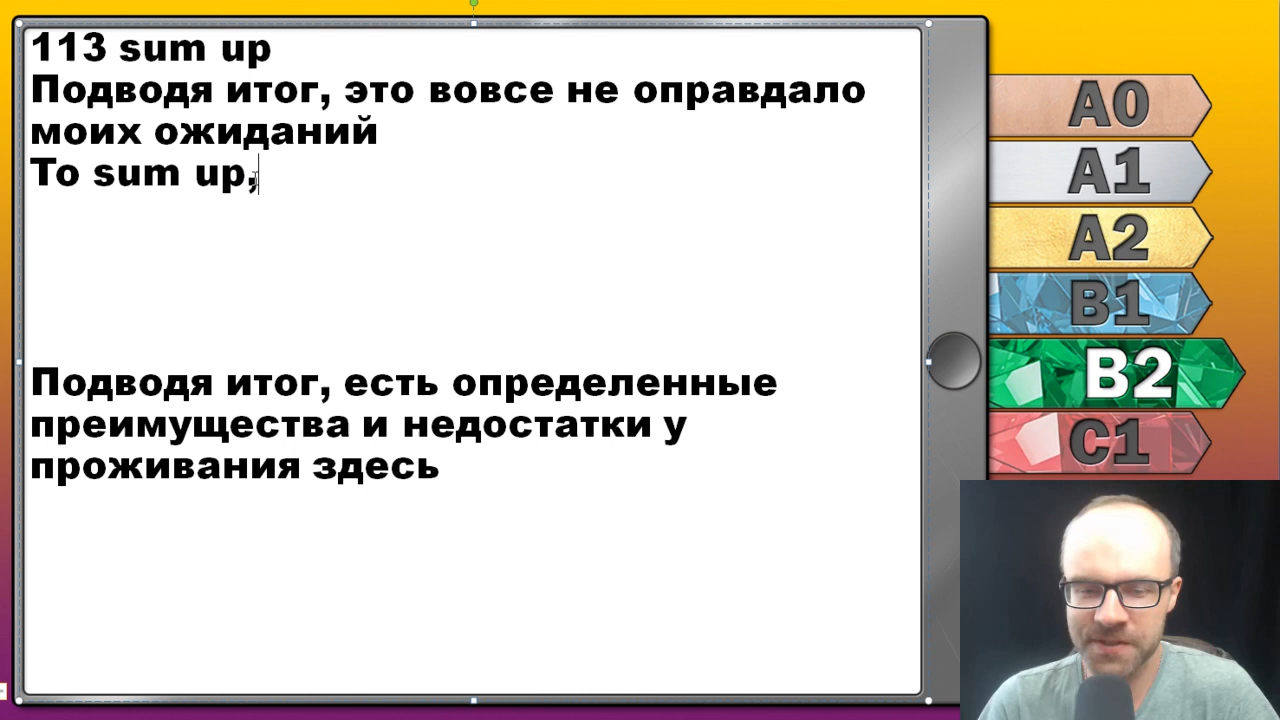 113 sum up
Подводя итог, это вовсе не оправдало
моих ожиданий
To sum up,
Подводя итог, есть определенные
преимущества и недостатки у
проживания здесь
A0
A1
A2
B1
B2
C1